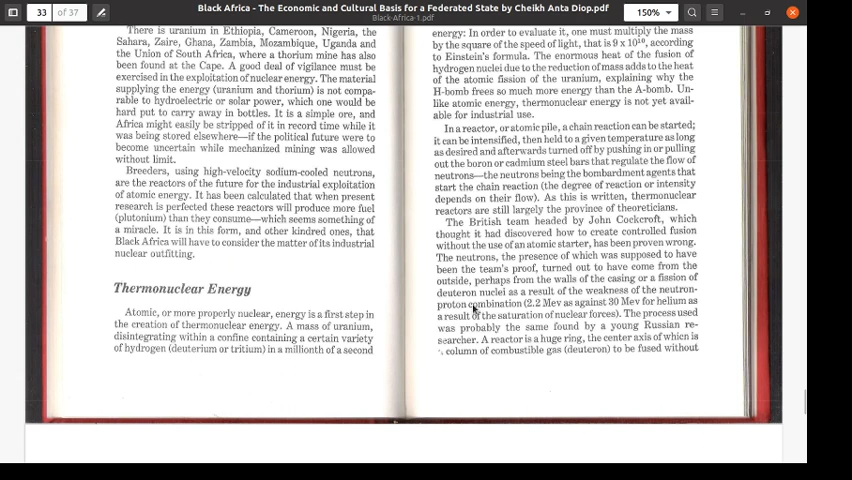 33
of 37
Black Africa - The Economic and Cultural Basis for a Federated State by Cheikh Anta Diop.pdf
Black-Africa-1.pdf
150%
There is uranium in Ethiopia, Cameroon, Nigeria, the
Sahara, Zaire, Ghana, Zambia, Mozambique, Uganda and
the Union of South Africa, where a thorium mine has also
been found at the Cape. A good deal of vigilance must be
exercised in the exploitation of nuclear energy. The material
supplying the energy (uranium and thorium) is not compa-
rable to hydroelectric or solar power, which one would be
hard put to carry away in bottles. It is a simple ore, and
Africa might easily be stripped of it in record time while it
was being stored elsewhere—if the political future were to
become uncertain while mechanized mining was allowed
without limit.
Breeders, using high-velocity sodium-cooled neutrons,
are the reactors of the future for the industrial exploitation
of atomic energy. It has been calculated that when present
research is perfected these reactors will produce more fuel
(plutonium) than they consume—which seems something of
a miracle. It is in this form, and other kindred ones, that
Black Africa will have to consider the matter of its industrial
nuclear outfitting.
Thermonuclear Energy
Atomic, or more properly nuclear, energy is a first step in
the creation of thermonuclear energy. A mass of uranium,
disintegrating within a confine containing a certain variety
of hydrogen (deuterium or tritium) in a millionth of a second
energy: In order to evaluate it, one must multiply the mass
by the square of the speed of light, that is 9 x 10¹⁰, according
to Einstein's formula. The enormous heat of the fusion of
hydrogen nuclei due to the reduction of mass adds to the heat
of the atomic fission of the uranium, explaining why the
H-bomb frees so much more energy than the A-bomb. Un-
like atomic energy, thermonuclear energy is not yet avail-
able for industrial use.
In a reactor, or atomic pile, a chain reaction can be started;
it can be intensified, then held to a given temperature as long
as desired and afterwards turned off by pushing in or pulling
out the boron or cadmium steel bars that regulate the flow of
neutrons—the neutrons being the bombardment agents that
start the chain reaction (the degree of reaction or intensity
depends on their flow). As this is written, thermonuclear
reactors are still largely the province of theoreticians.
The British team headed by John Cockcroft, which
thought it had discovered how to create controlled fusion
without the use of an atomic starter, has been proven wrong.
The neutrons, the presence of which was supposed to have
been the team's proof, turned out to have come from the
outside, perhaps from the walls of the casing or a fission of
deuteron nuclei as a result of the weakness of the neutron-
proton combination (2.2 Mev as against 30 Mev for helium as
a result of the saturation of nuclear forces). The process used
was probably the same found by a young Russian re-
searcher. A reactor is a huge ring, the center axis of which is
a column of combustible gas (deuteron) to be fused without